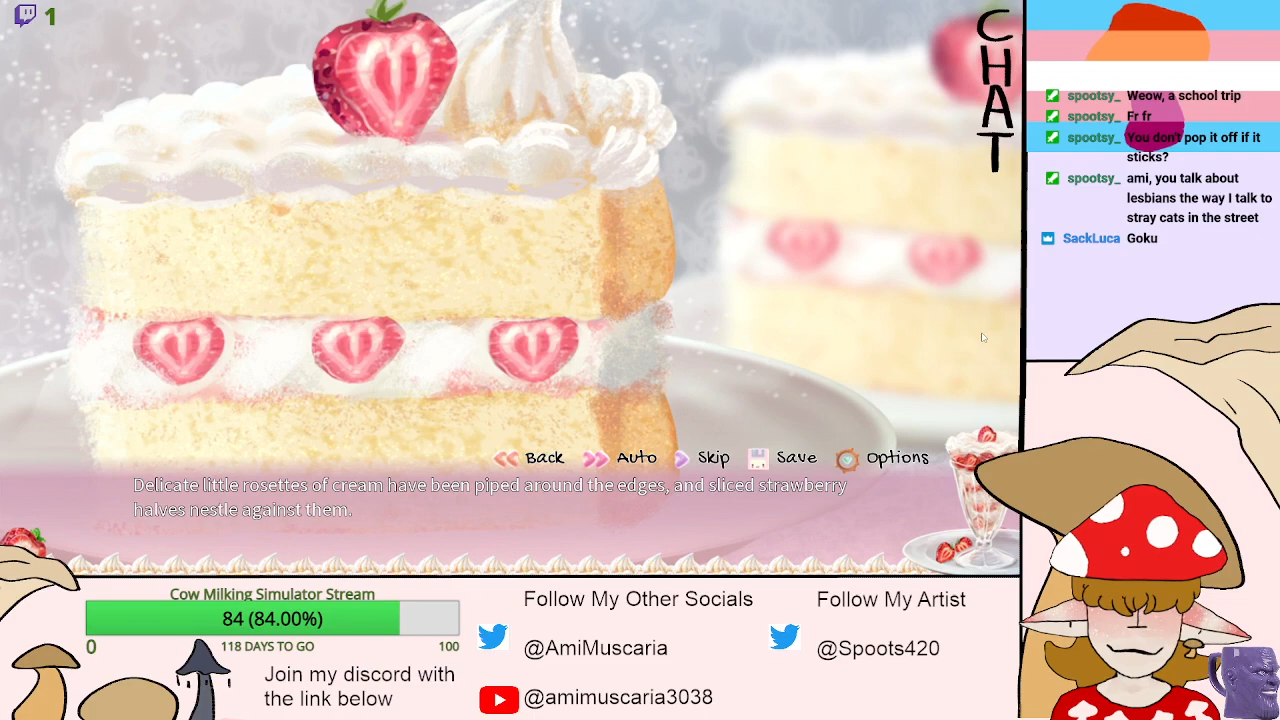 1
CHAT
spootsy_ Weow, a school trip
spootsy_ Fr fr
spootsy_ You don't pop it off if it
sticks?
spootsy_ ami, you talk about
lesbians the way I talk to
stray cats in the street
SackLuca Goku
Back Auto Skip Save Options
Delicate little rosettes of cream have been piped around the edges, and sliced strawberry
halves nestle against them.
Cow Milking Simulator Stream
84 (84.00%)
0 118 DAYS TO GO 100
Join my discord with
the link below
Follow My Other Socials
@AmiMuscaria
@amimuscaria3038
Follow My Artist
@Spoots420